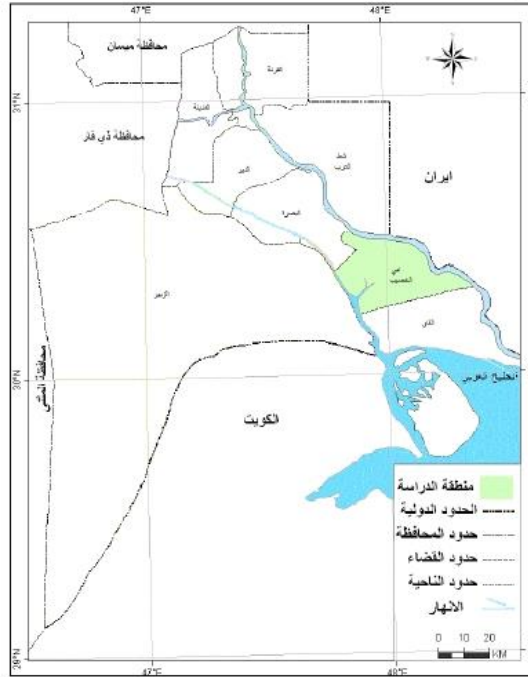 47°E 48°E
محافظة ميسان
القرنة
31°N
المدينة
محافظة ذي قار
شط العرب
ايران
الدير
البصرة
ابي الخصيب
الزبير
الفاو
30°N
الخليج العربي
محافظة المثنى
الكويت
منطقة الدراسة
الحدود الدولية
حدود المحافظة
حدود القضاء
حدود الناحية
الانهار
0 10 20
KM
29°N
47°E 48°E